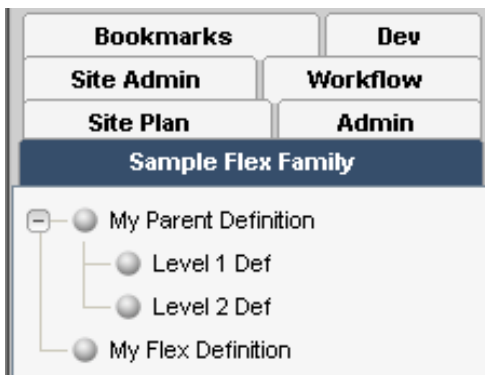 Bookmarks Dev
Site Admin Workflow
Site Plan Admin
Sample Flex Family
My Parent Definition
Level 1 Def
Level 2 Def
My Flex Definition